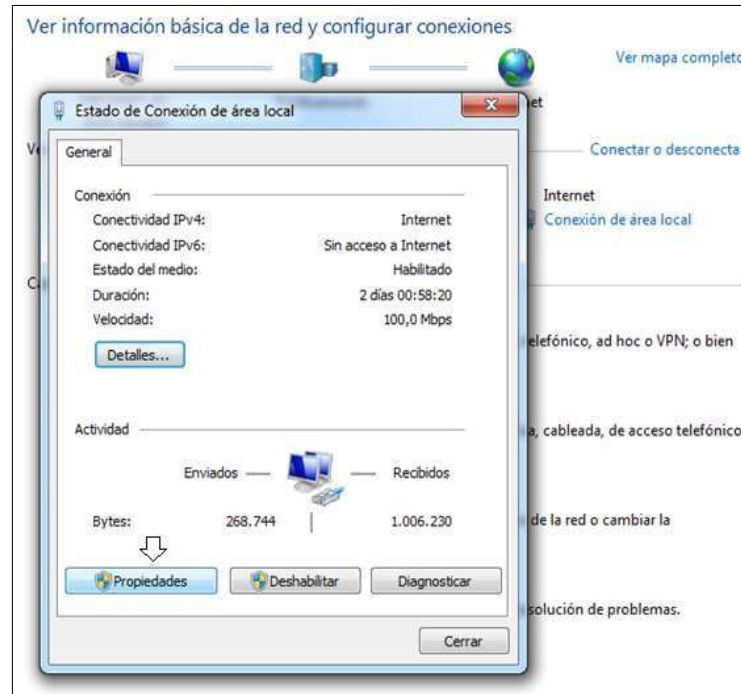 Ver información básica de la red y configurar conexiones
Ver mapa completo
Estado de Conexión de área local
et
General
Conectar o desconectar
Conexión
Internet
Conectividad IPv4: Internet
Conexión de área local
Conectividad IPv6: Sin acceso a Internet
Estado del medio: Habilitado
Duración: 2 días 00:58:20
Velocidad: 100,0 Mbps
Detalles...
elefónico, ad hoc o VPN; o bien
Actividad
a, cableada, de acceso telefónico
Enviados Recibidos
Bytes: 268.744 1.006.230
de la red o cambiar la
Propiedades Deshabilitar Diagnosticar
solución de problemas.
Cerrar